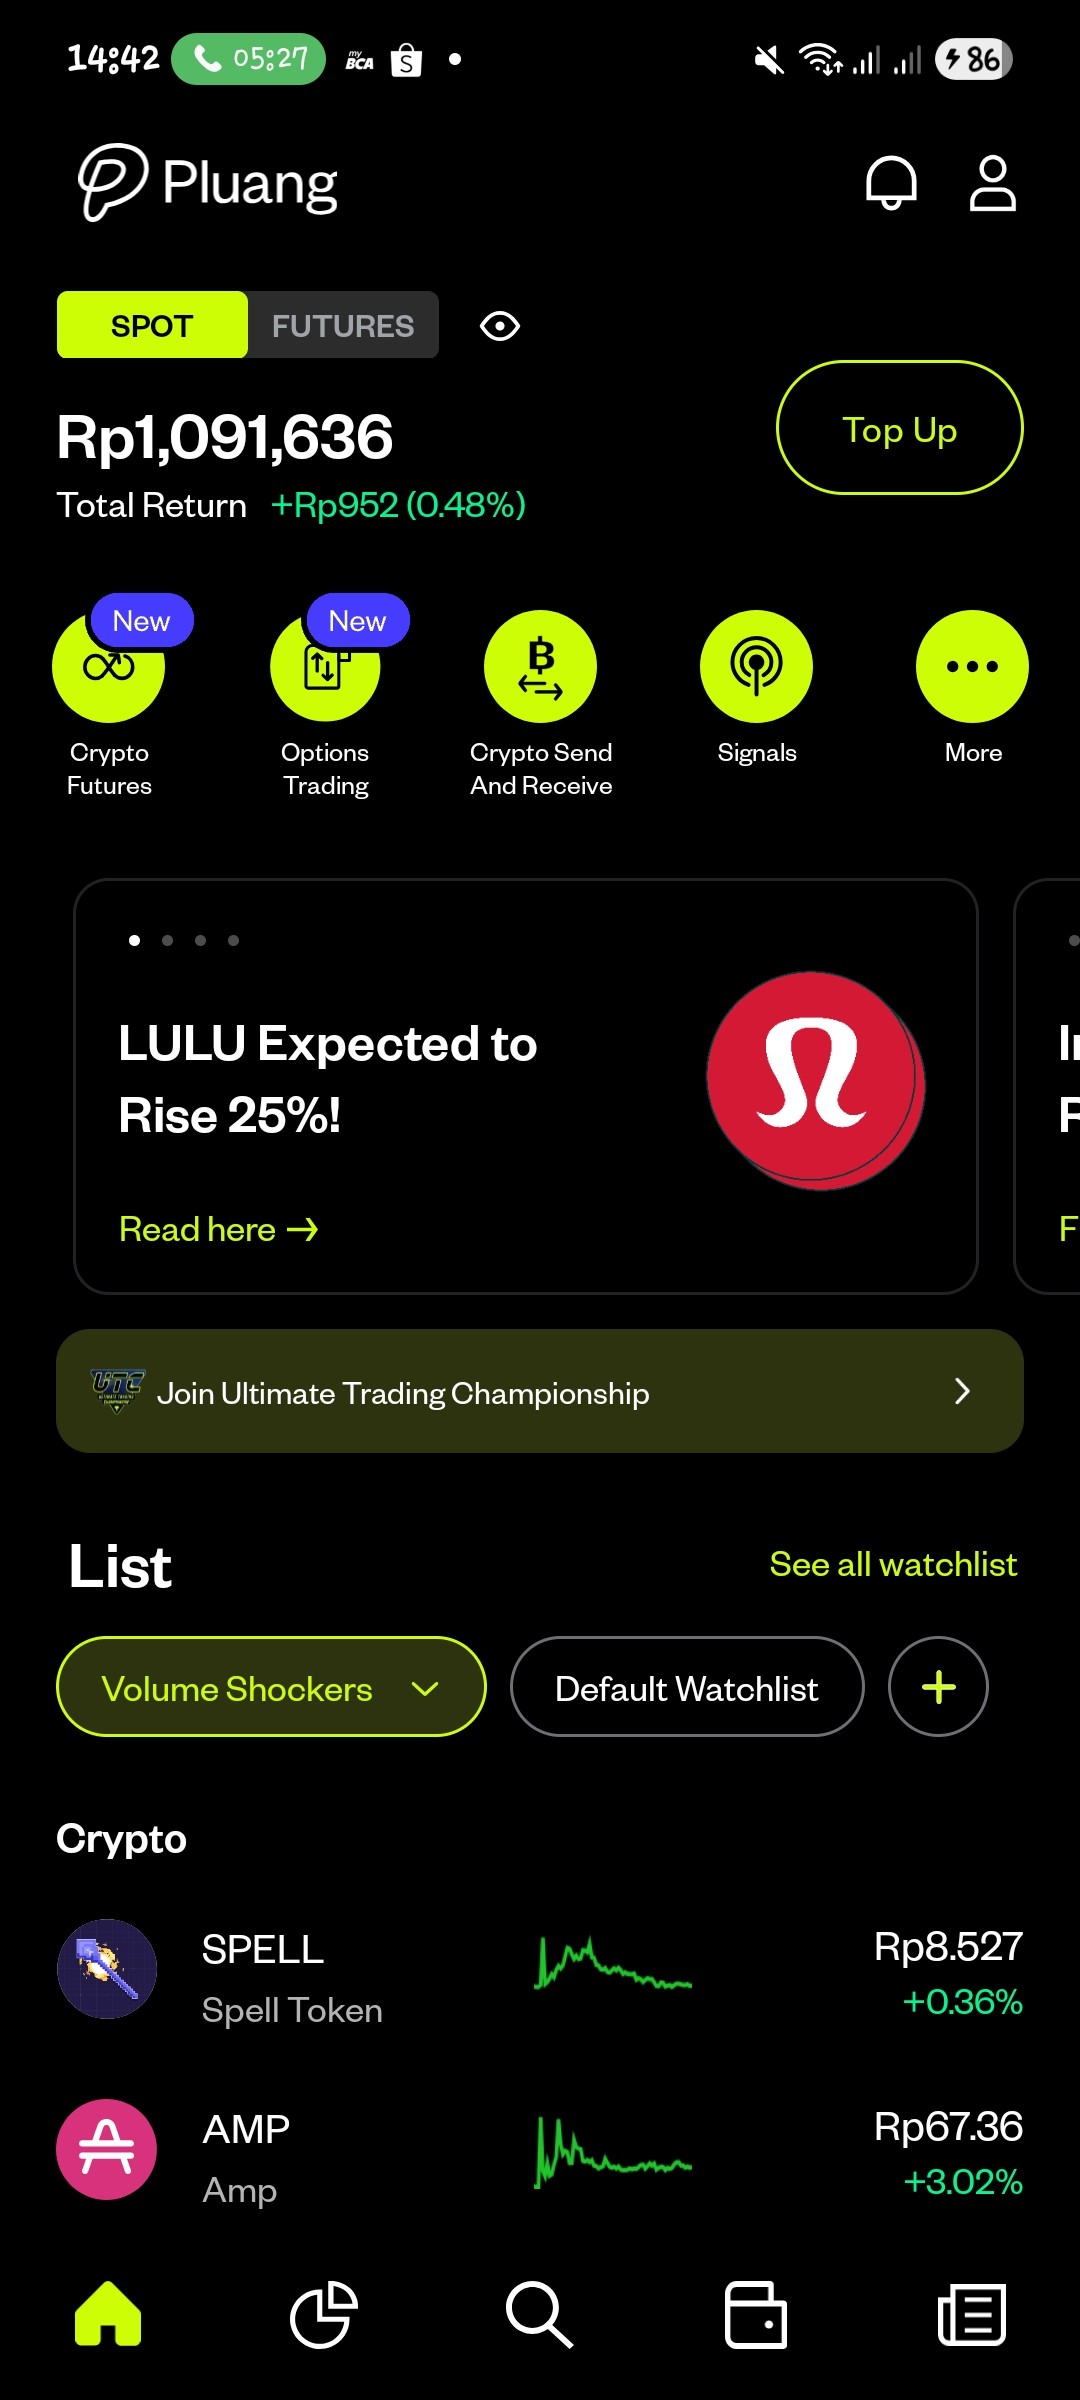 14:42 05:27 my BCA S 86
Pluang
SPOT FUTURES
Rp1,091,636
Top Up
Total Return +Rp952 (0.48%)
New New
Crypto Futures
Options Trading
Crypto Send And Receive
Signals
More
LULU Expected to
Rise 25%!
Read here →
UTC Join Ultimate Trading Championship
List
See all watchlist
Volume Shockers Default Watchlist +
Crypto
SPELL Rp8.527
Spell Token +0.36%
AMP Rp67.36
Amp +3.02%